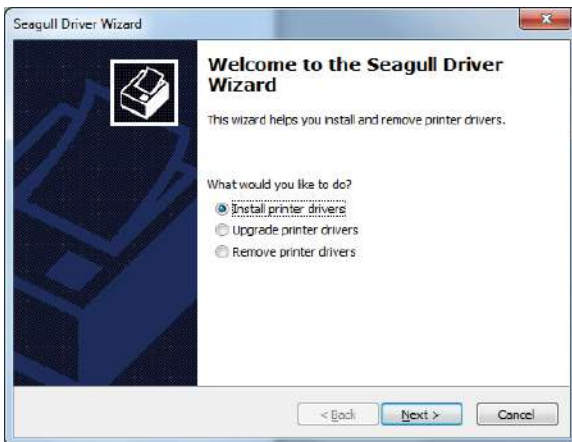 Seagull Driver Wizard
Welcome to the Seagull Driver
Wizard
This wizard helps you install and remove printer drivers.
What would you like to do?
Install printer drivers
Upgrade printer drivers
Remove printer drivers
< Back
Next >
Cancel